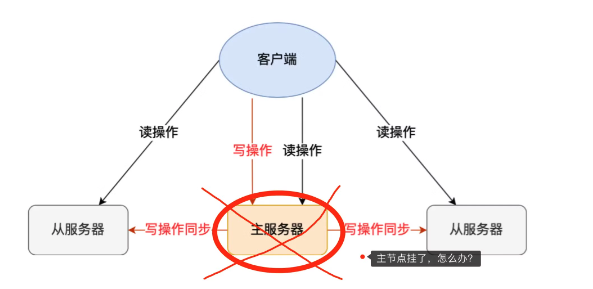 客户端
读操作
写操作
读操作
读操作
从服务器
写操作同步
主服务器
写操作同步
从服务器
主节点挂了，怎么办？